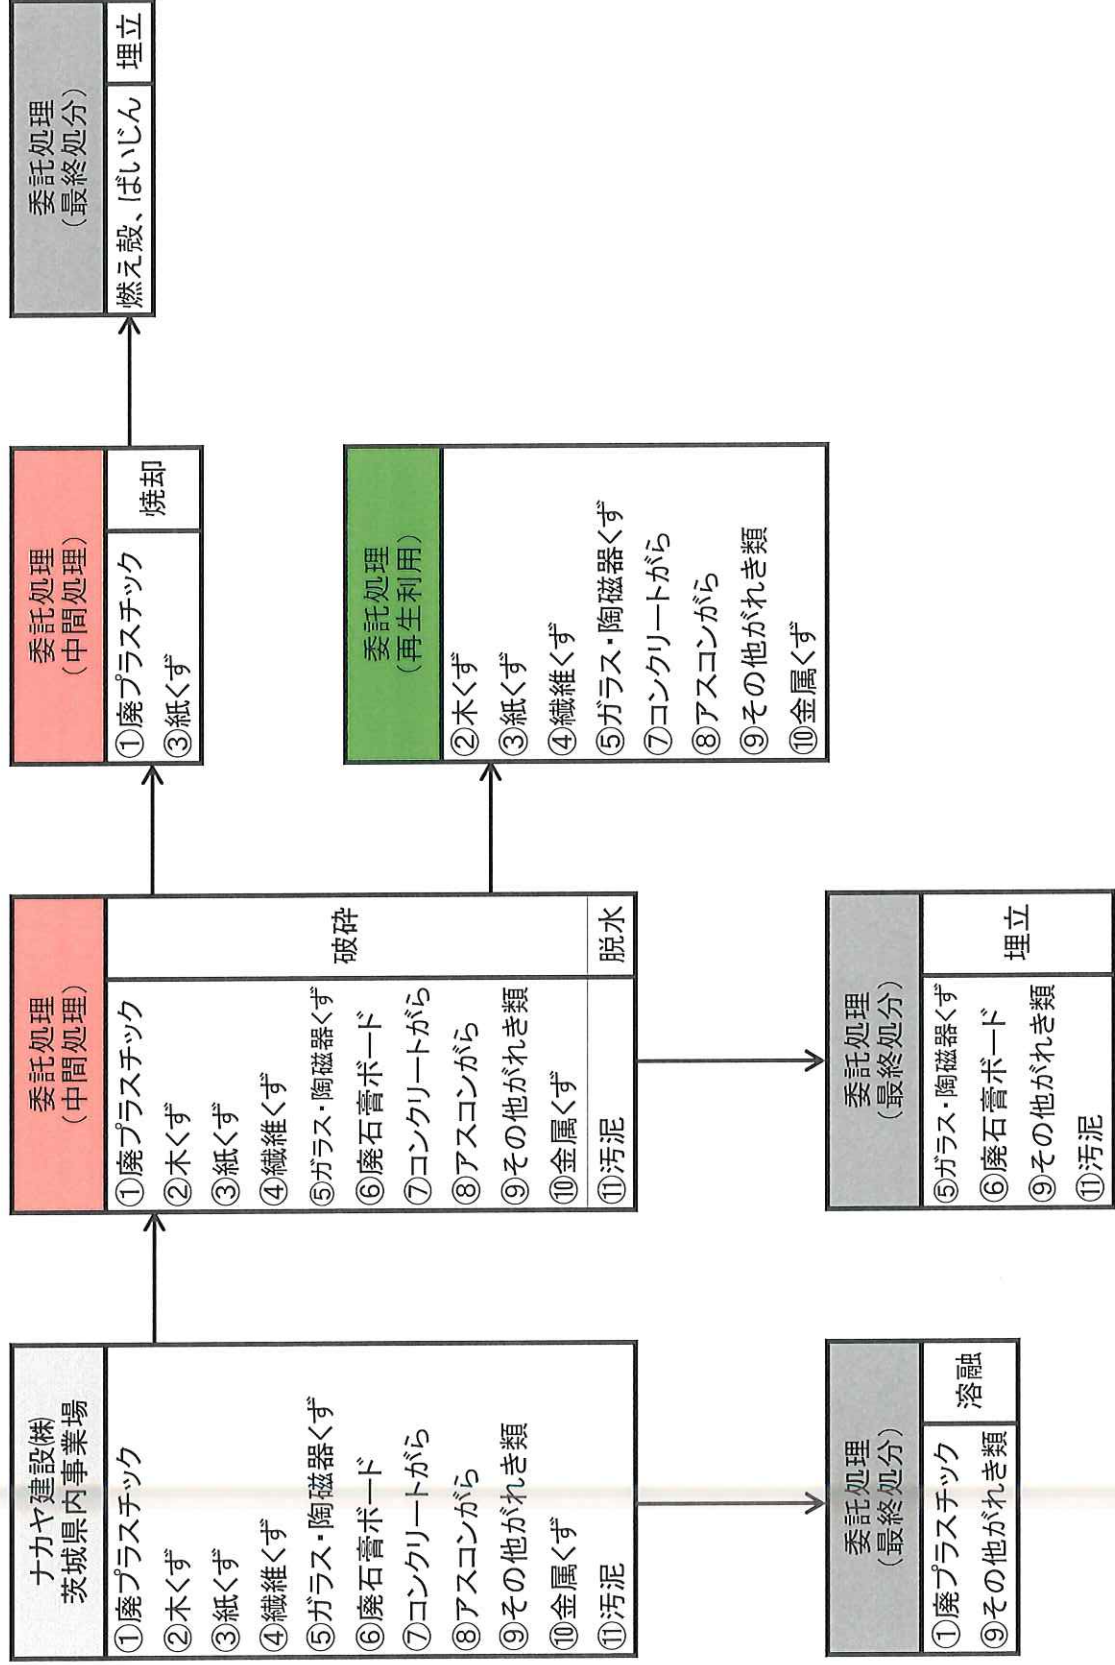 ナカヤ建設㈱
茨城県内事業場
①廃プラスチック
②木くず
③紙くず
④繊維くず
⑤ガラス・陶磁器くず
⑥廃石膏ボード
⑦コンクリートがら
⑧アスコンがら
⑨その他がれき類
⑩金属くず
⑪汚泥
委託処理
(最終処分)
①廃プラスチック
⑨その他がれき類
溶融
委託処理
(中間処理)
①廃プラスチック
②木くず
③紙くず
④繊維くず
⑤ガラス・陶磁器くず
⑥廃石膏ボード
⑦コンクリートがら
⑧アスコンがら
⑨その他がれき類
⑩金属くず
破砕
⑪汚泥
脱水
委託処理
(最終処分)
⑤ガラス・陶磁器くず
⑥廃石膏ボード
⑨その他がれき類
⑪汚泥
埋立
委託処理
(中間処理)
①廃プラスチック
③紙くず
焼却
委託処理
(再生利用)
②木くず
③紙くず
④繊維くず
⑤ガラス・陶磁器くず
⑦コンクリートがら
⑧アスコンがら
⑨その他がれき類
⑩金属くず
委託処理
(最終処分)
燃え殻、ばいじん
埋立